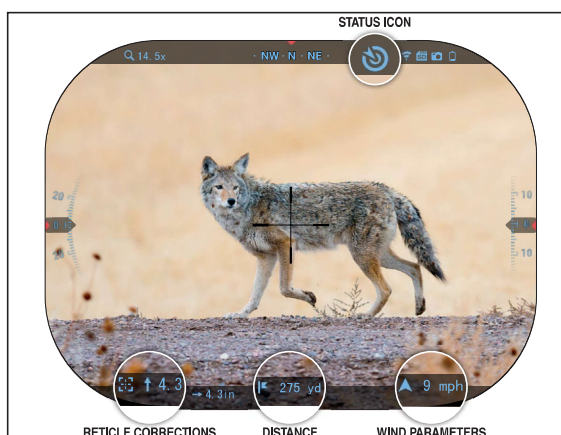 STATUS ICON
14.5x
· NW · N · NE ·
20
10
10
↑ 4.3
→ 4.3in
275 yd
9 mph
RETICLE CORRECTIONS
DISTANCE
WIND PARAMETERS